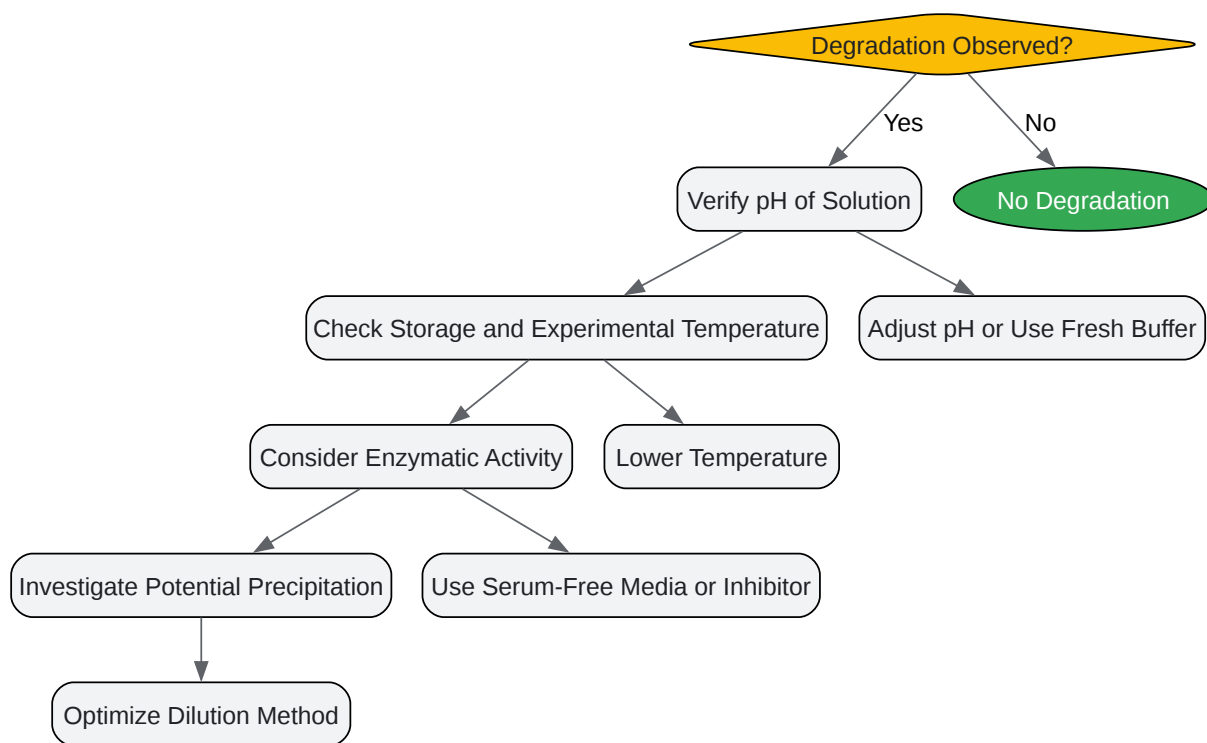 Degradation Observed?
Yes
No
Verify pH of Solution
No Degradation
Check Storage and Experimental Temperature
Adjust pH or Use Fresh Buffer
Consider Enzymatic Activity
Lower Temperature
Investigate Potential Precipitation
Use Serum-Free Media or Inhibitor
Optimize Dilution Method